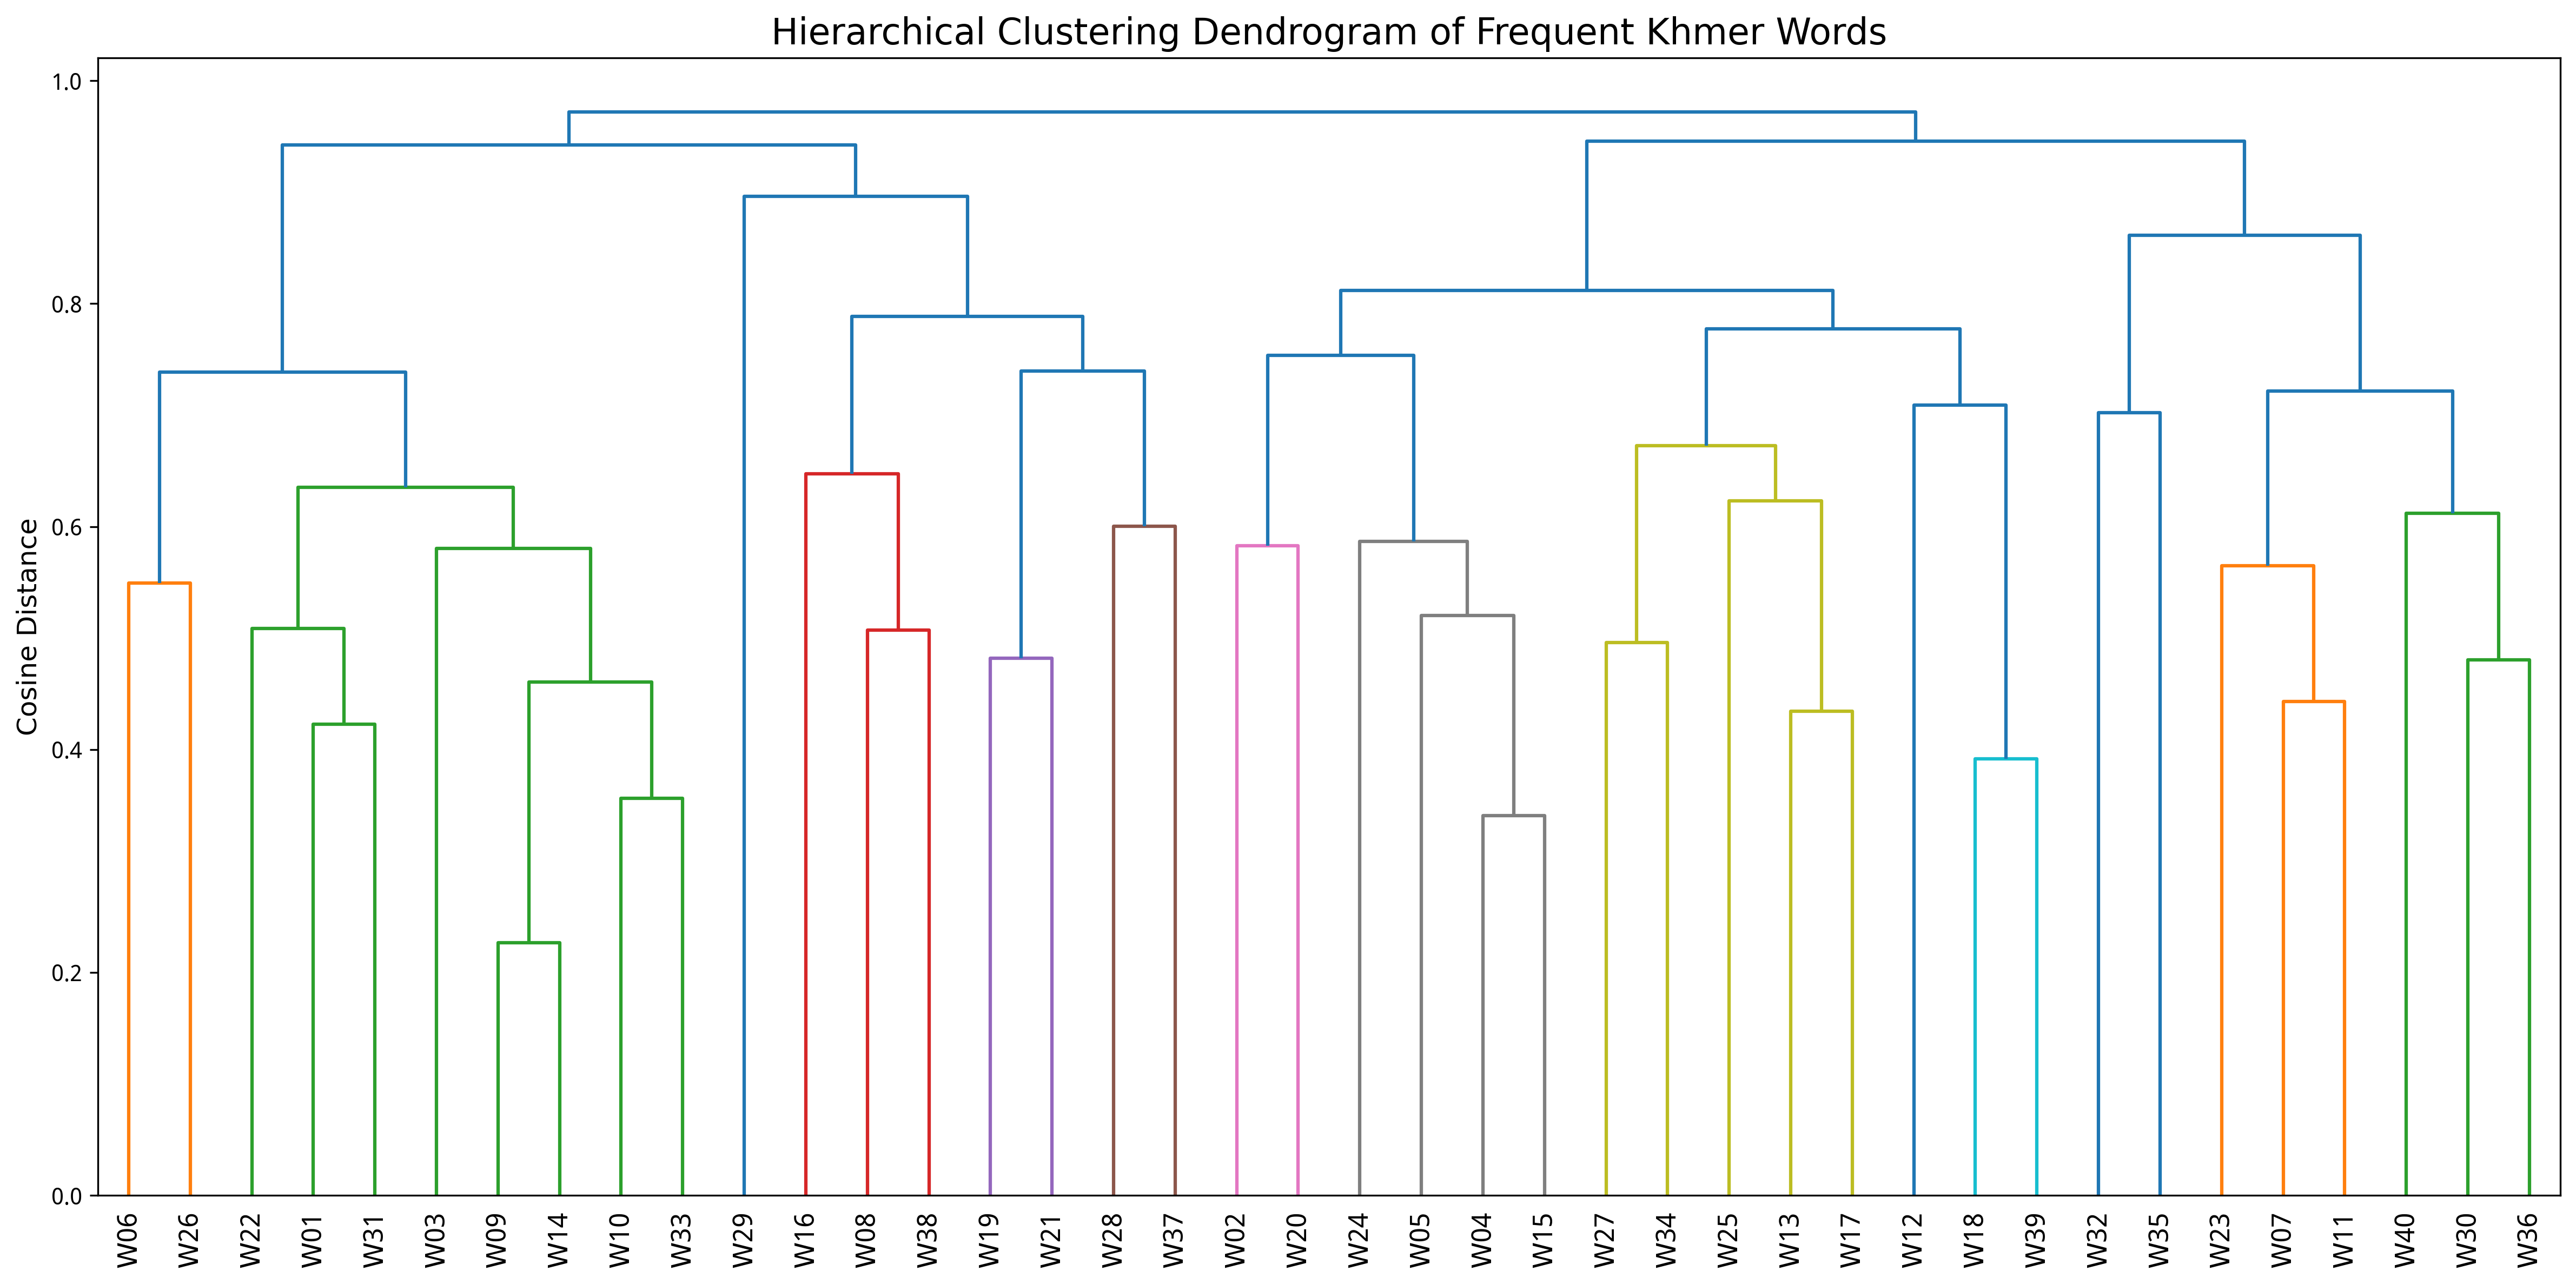 Hierarchical Clustering Dendrogram of Frequent Khmer Words
Cosine Distance
1.0
0.8
0.6
0.4
0.2
0.0
W06 W26 W22 W01 W31 W03 W09 W14 W10 W33 W29 W16 W08 W38 W19 W21 W28 W37 W02 W20 W24 W05 W04 W15 W27 W34 W25 W13 W17 W12 W18 W39 W32 W35 W23 W07 W11 W40 W30 W36